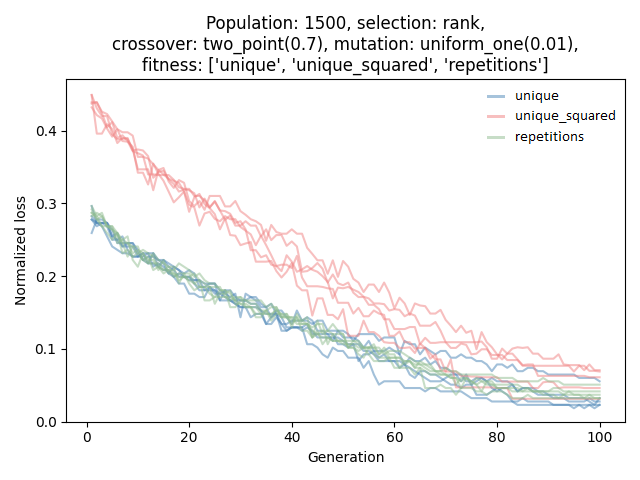 Population: 1500, selection: rank,
crossover: two_point(0.7), mutation: uniform_one(0.01),
fitness: ['unique', 'unique_squared', 'repetitions']
unique
unique_squared
repetitions
Normalized loss
0.4
0.3
0.2
0.1
0.0
0 20 40 60 80 100
Generation